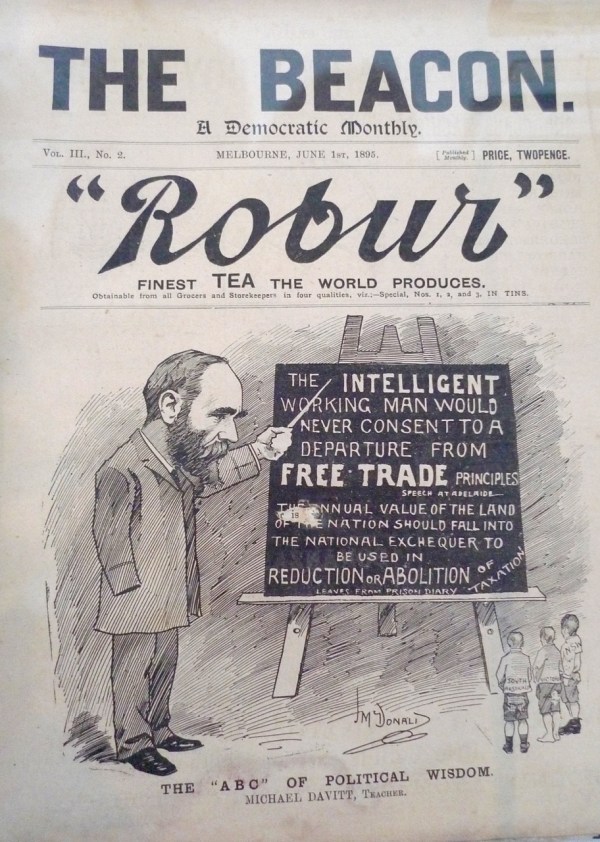 THE BEACON.
A Democratic Monthly.
VOL. III., No. 2. MELBOURNE, JUNE 1ST, 1895. [Published Monthly.] PRICE, TWOPENCE.
"Robur"
FINEST TEA THE WORLD PRODUCES.
Obtainable from all Grocers and Storekeepers in four qualities, viz.:—Special, Nos. 1, 2, and 3, IN TINS.
THE INTELLIGENT
WORKING MAN WOULD
NEVER CONSENT TO A
DEPARTURE FROM
FREE TRADE PRINCIPLES
SPEECH AT ADELAIDE
THE ANNUAL VALUE OF THE LAND
OF THE NATION SHOULD FALL INTO
THE NATIONAL EXCHEQUER TO
BE USED IN
REDUCTION OR ABOLITION OF TAXATION
LEAVES FROM PRISON DIARY
SOUTH
McDONALD
THE "ABC" OF POLITICAL WISDOM.
MICHAEL DAVITT, TEACHER.